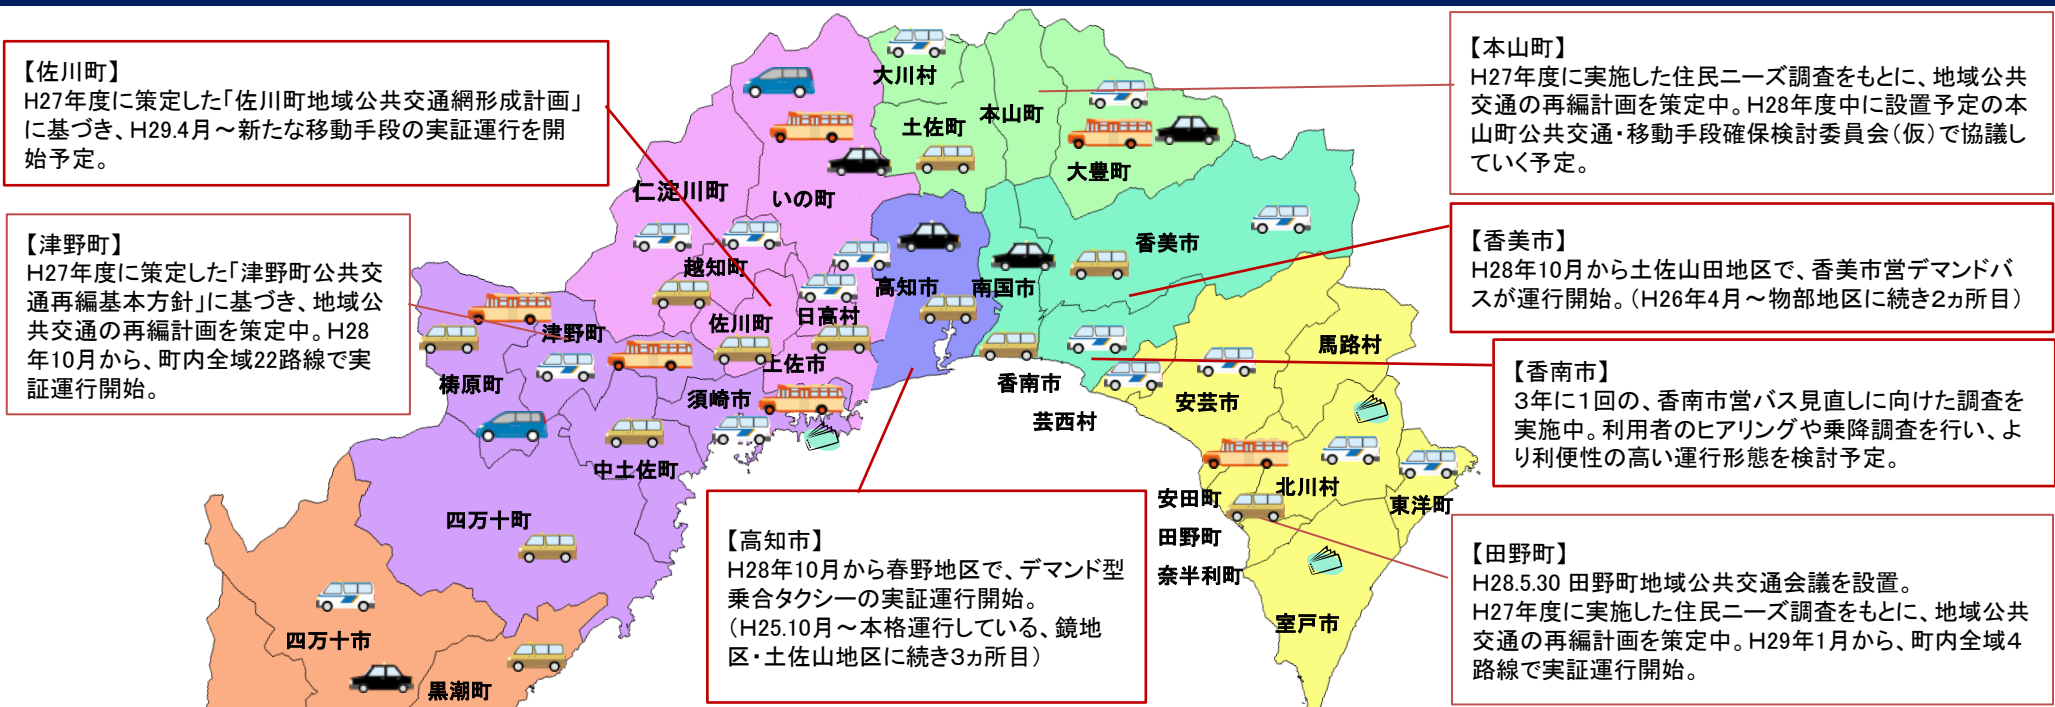 【佐川町】
H27年度に策定した「佐川町地域公共交通網形成計画」
に基づき、H29.4月～新たな移動手段の実証運行を開
始予定。
【津野町】
H27年度に策定した「津野町公共交
通再編基本方針」に基づき、地域公
共交通の再編計画を策定中。H28
年10月から、町内全域22路線で実
証運行開始。
【本山町】
H27年度に実施した住民ニーズ調査をもとに、地域公共
交通の再編計画を策定中。H28年度中に設置予定の本
山町公共交通・移動手段確保検討委員会（仮）で協議し
ていく予定。
【香美市】
H28年10月から土佐山田地区で、香美市営デマンドバ
スが運行開始。（H26年4月～物部地区に続き２ヵ所目）
【香南市】
３年に１回の、香南市営バス見直しに向けた調査を
実施中。利用者のヒアリングや乗降調査を行い、よ
り利便性の高い運行形態を検討予定。
【高知市】
H28年10月から春野地区で、デマンド型
乗合タクシーの実証運行開始。
（H25.10月～本格運行している、鏡地
区・土佐山地区に続き３ヵ所目）
【田野町】
H28.5.30 田野町地域公共交通会議を設置。
H27年度に実施した住民ニーズ調査をもとに、地域公共
交通の再編計画を策定中。H29年１月から、町内全域４
路線で実証運行開始。
大川村
本山町
土佐町
大豊町
仁淀川町
いの町
香美市
越知町
高知市
南国市
佐川町
日高村
津野町
土佐市
馬路村
梼原町
須崎市
香南市
安芸市
芸西村
中土佐町
四万十町
安田町
北川村
東洋町
田野町
奈半利町
室戸市
四万十市
黒潮町